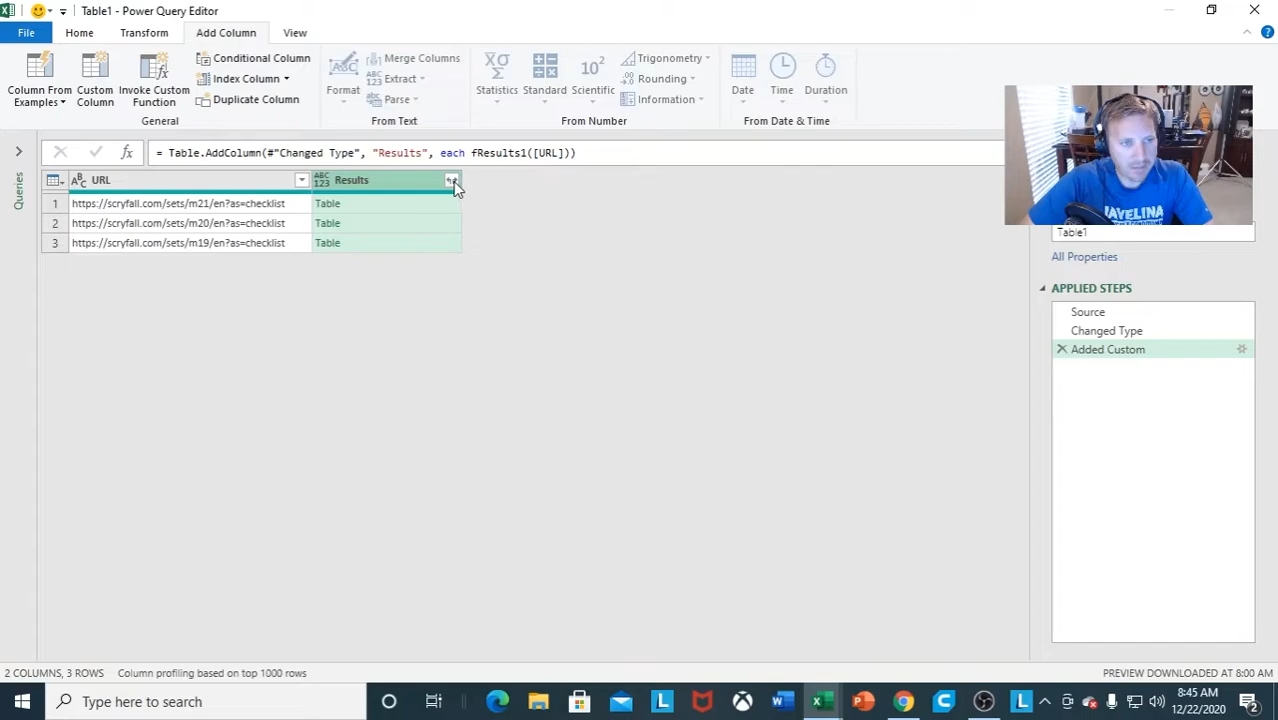 Table1 - Power Query Editor
File
Home
Transform
Add Column
View
Column From
Examples
Custom
Column
Invoke Custom
Function
Conditional Column
Index Column
Duplicate Column
General
Format
Merge Columns
Extract
Parse
From Text
Statistics
Standard
Scientific
Trigonometry
Rounding
Information
From Number
Date
Time
Duration
From Date & Time
= Table.AddColumn(#"Changed Type", "Results", each fResults1([URL]))
Queries
URL
Results
1 https://scryfall.com/sets/m21/en?as=checklist Table
2 https://scryfall.com/sets/m20/en?as=checklist Table
3 https://scryfall.com/sets/m19/en?as=checklist Table
JAVELINA
Table1
All Properties
APPLIED STEPS
Source
Changed Type
Added Custom
2 COLUMNS, 3 ROWS
Column profiling based on top 1000 rows
PREVIEW DOWNLOADED AT 8:00 AM
Type here to search
8:45 AM
12/22/2020